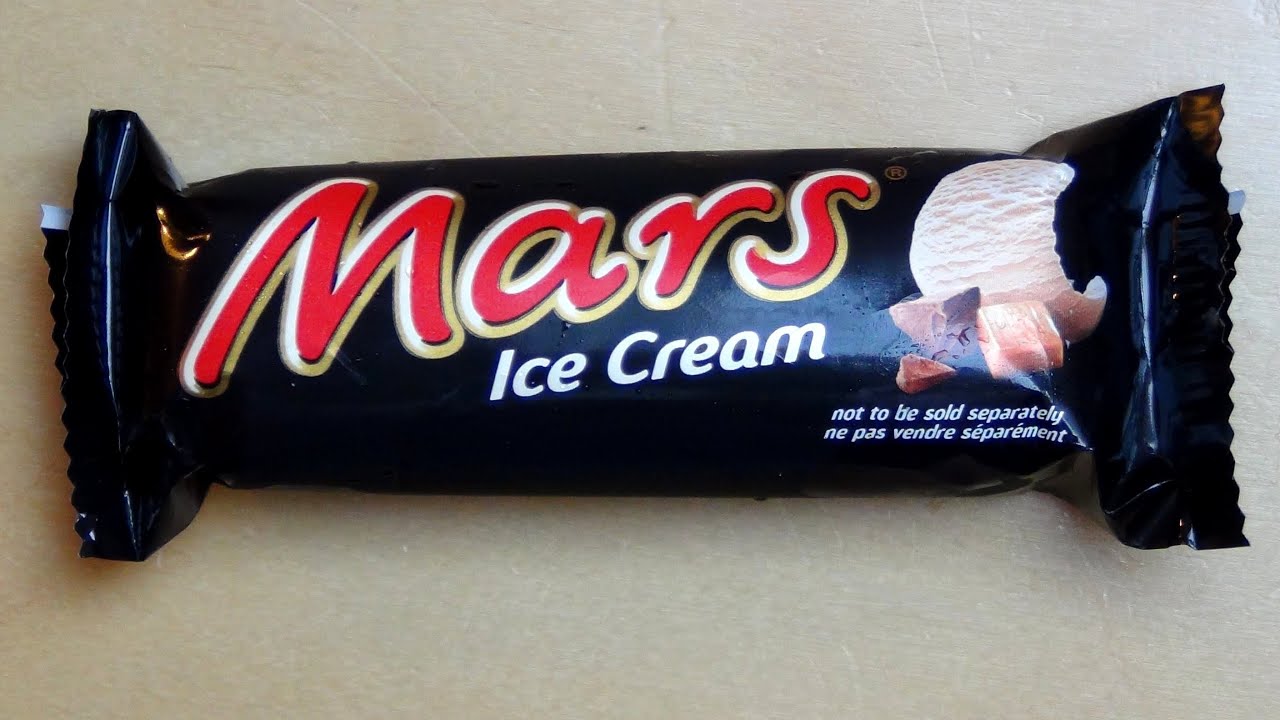 Mars®
Ice Cream
not to be sold separately
ne pas vendre séparément